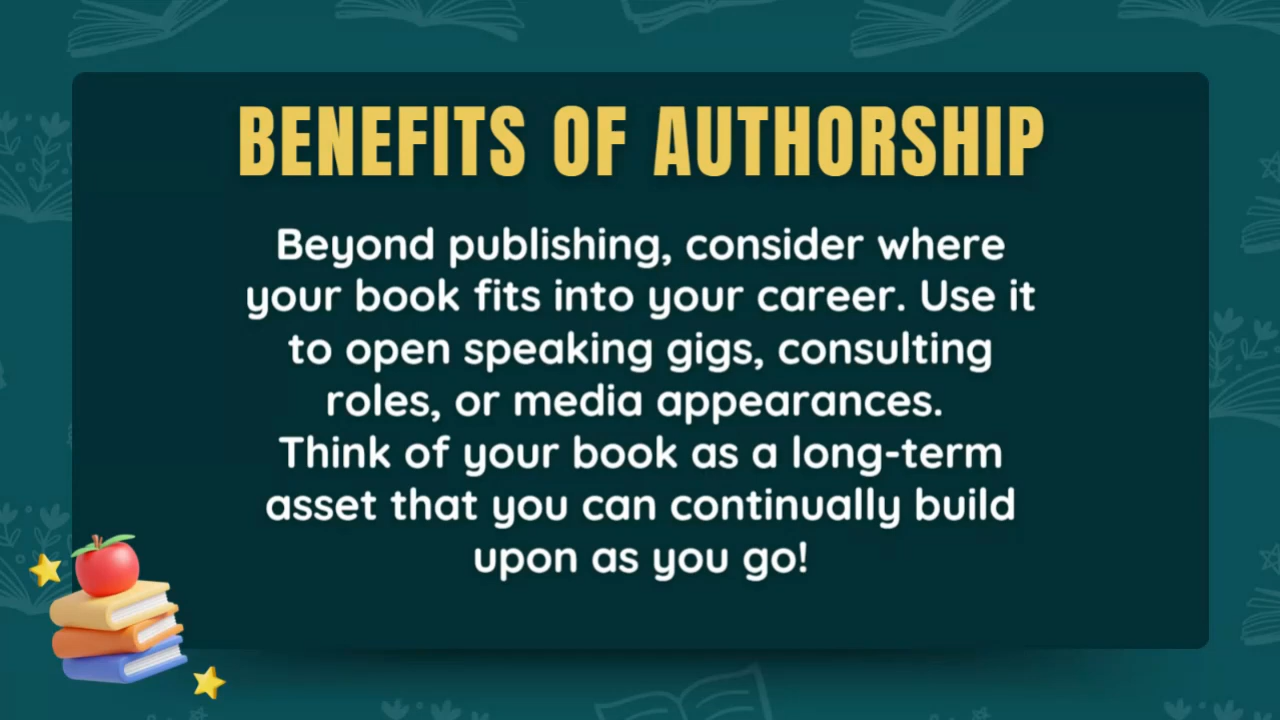 BENEFITS OF AUTHORSHIP
Beyond publishing, consider where
your book fits into your career. Use it
to open speaking gigs, consulting
roles, or media appearances.
Think of your book as a long-term
asset that you can continually build
upon as you go!